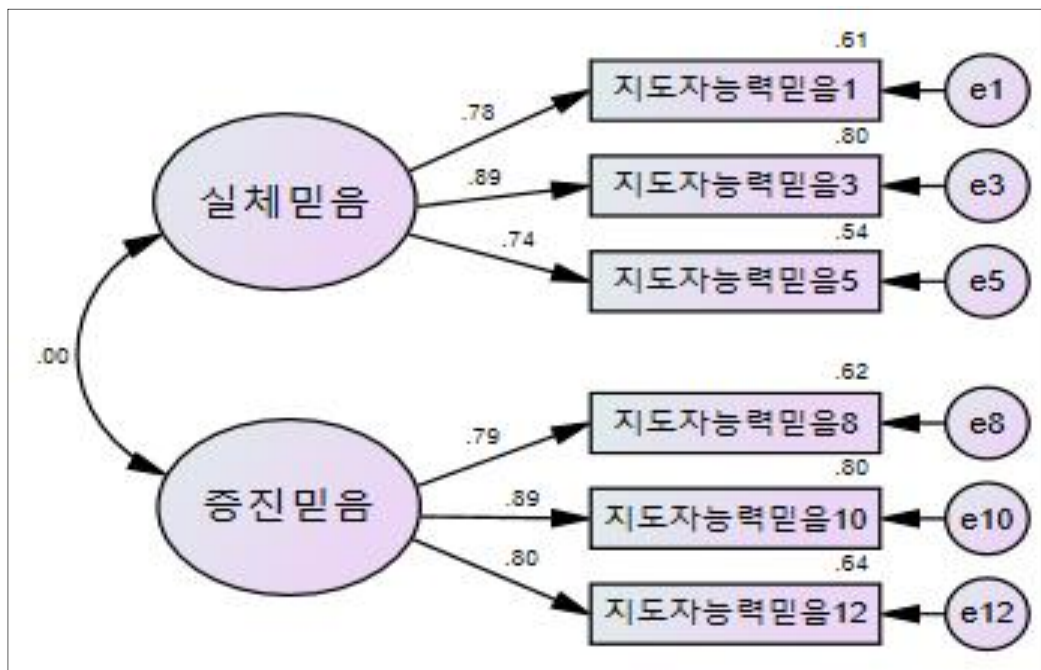 .61
지도자능력믿음1
e1
.78
.80
지도자능력믿음3
e3
.89
실체믿음
.54
지도자능력믿음5
e5
.74
.00
.62
지도자능력믿음8
e8
.79
.80
지도자능력믿음10
e10
.89
증진믿음
.64
지도자능력믿음12
e12
.80